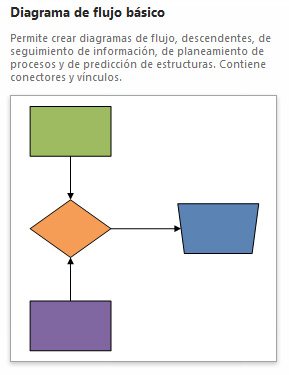 Diagrama de flujo básico
Permite crear diagramas de flujo, descendentes, de
seguimiento de información, de planeamiento de
procesos y de predicción de estructuras. Contiene
conectores y vínculos.